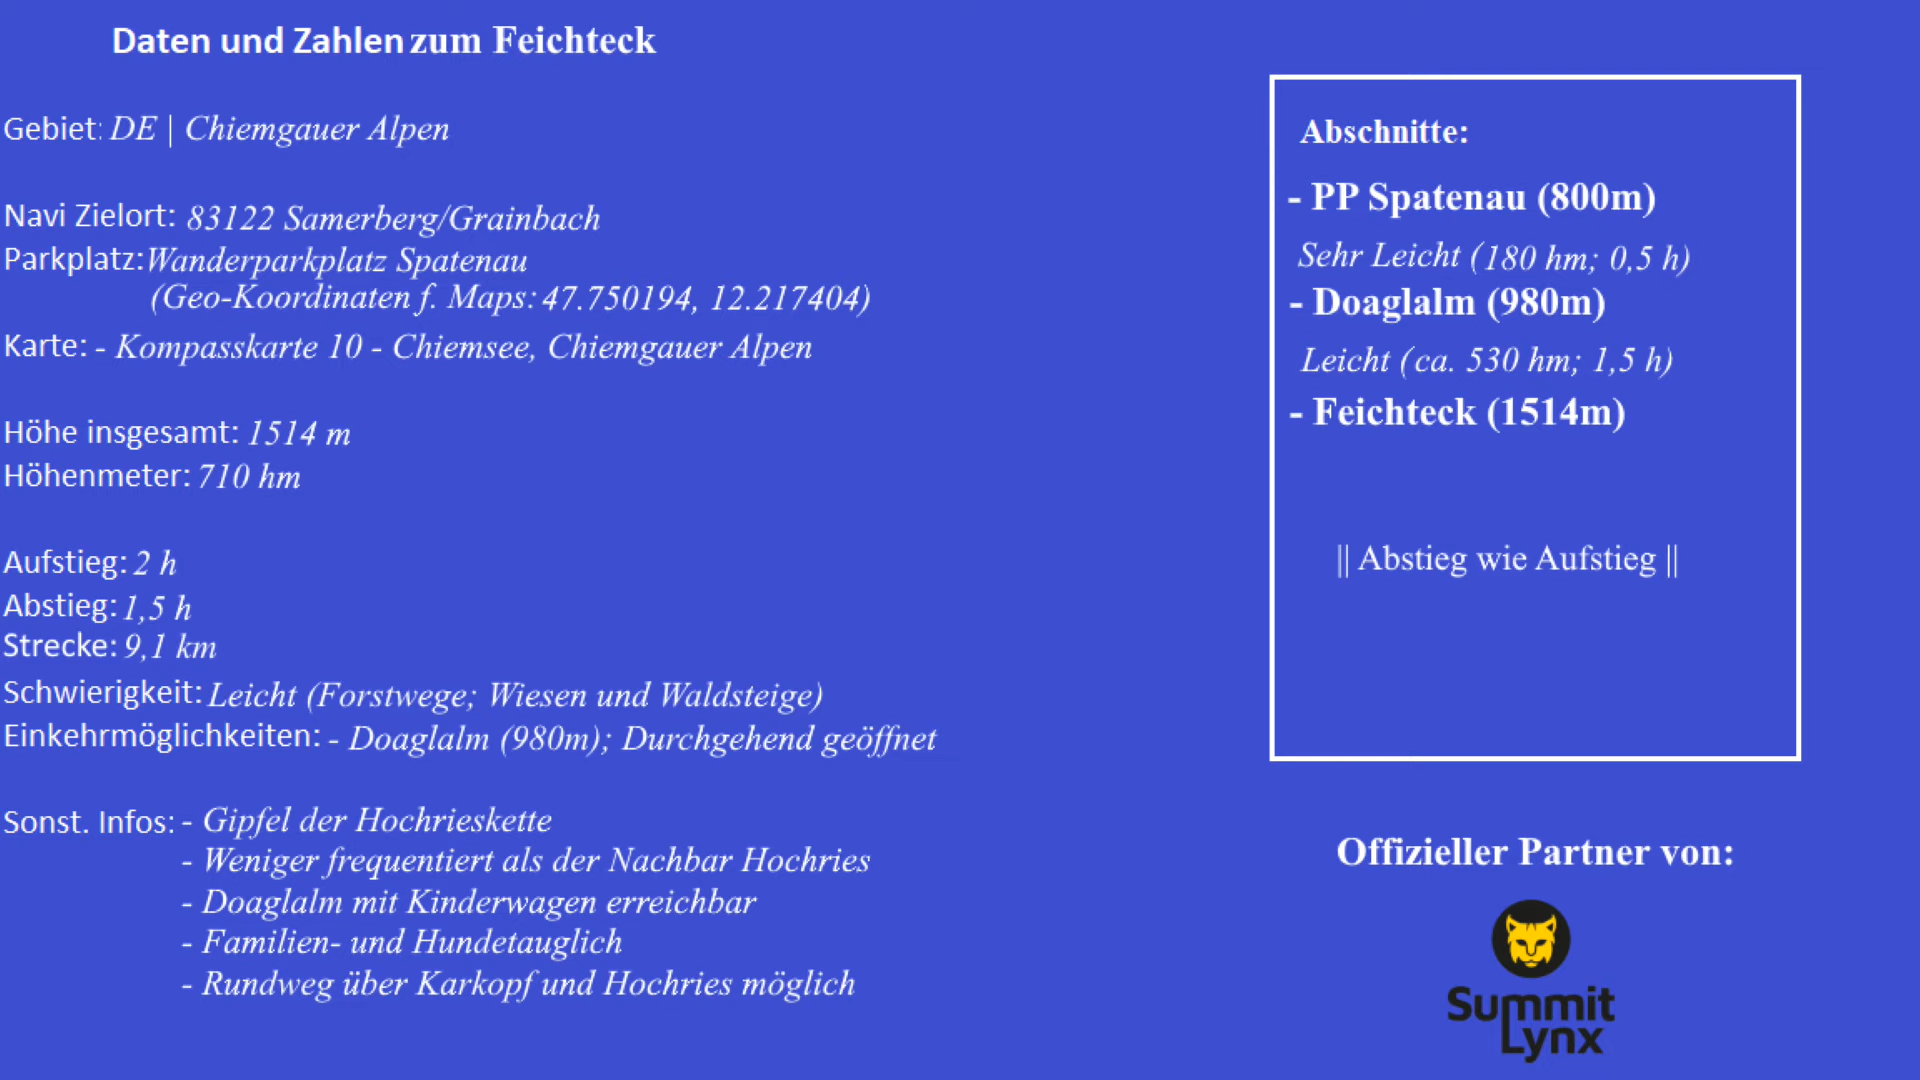 Daten und Zahlen zum Feichteck
Gebiet: DE | Chiemgauer Alpen
Navi Zielort: 83122 Samerberg/Grainbach
Parkplatz: Wanderparkplatz Spatenau
(Geo-Koordinaten f. Maps: 47.750194, 12.217404)
Karte: - Kompasskarte 10 - Chiemsee, Chiemgauer Alpen
Höhe insgesamt: 1514 m
Höhenmeter: 710 hm
Aufstieg: 2 h
Abstieg: 1,5 h
Strecke: 9,1 km
Schwierigkeit: Leicht (Forstwege; Wiesen und Waldsteige)
Einkehrmöglichkeiten: - Doaglalm (980m); Durchgehend geöffnet
Sonst. Infos: - Gipfel der Hochrieskette
- Weniger frequentiert als der Nachbar Hochries
- Doaglalm mit Kinderwagen erreichbar
- Familien- und Hundetauglich
- Rundweg über Karkopf und Hochries möglich
Abschnitte:
- PP Spatenau (800m)
Sehr Leicht (180 hm; 0,5 h)
- Doaglalm (980m)
Leicht (ca. 530 hm; 1,5 h)
- Feichteck (1514m)
|| Abstieg wie Aufstieg ||
Offizieller Partner von:
Summit
Lynx